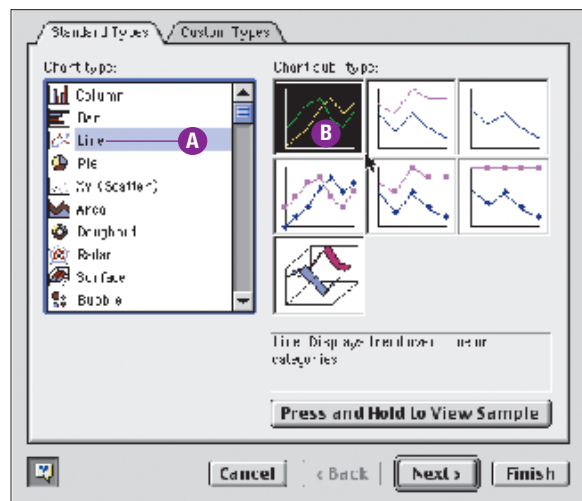 Standard Types
Custom Types
Chart type:
Chart sub-type:
Column
Bar
Line
Pie
XY (Scatter)
Area
Doughnut
Radar
Surface
Bubble
A
B
Line. Displays trend over time or
categories
Press and Hold to View Sample
Cancel
< Back
Next >
Finish